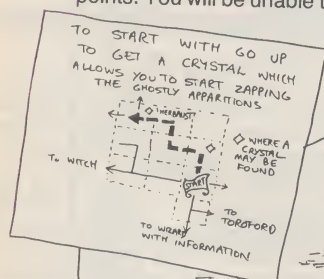 points. You will be unable t
TO START WITH GO UP
TO GET A CRYSTAL WHICH
ALLOWS YOU TO START ZAPPING
THE GHOSTLY APPARITIONS
"HERBALIST"
WHERE A
CRYSTAL
MAY BE
FOUND
TO WITCH
START
TO
TOROFORD
TO WIZARD
WITH INFORMATION